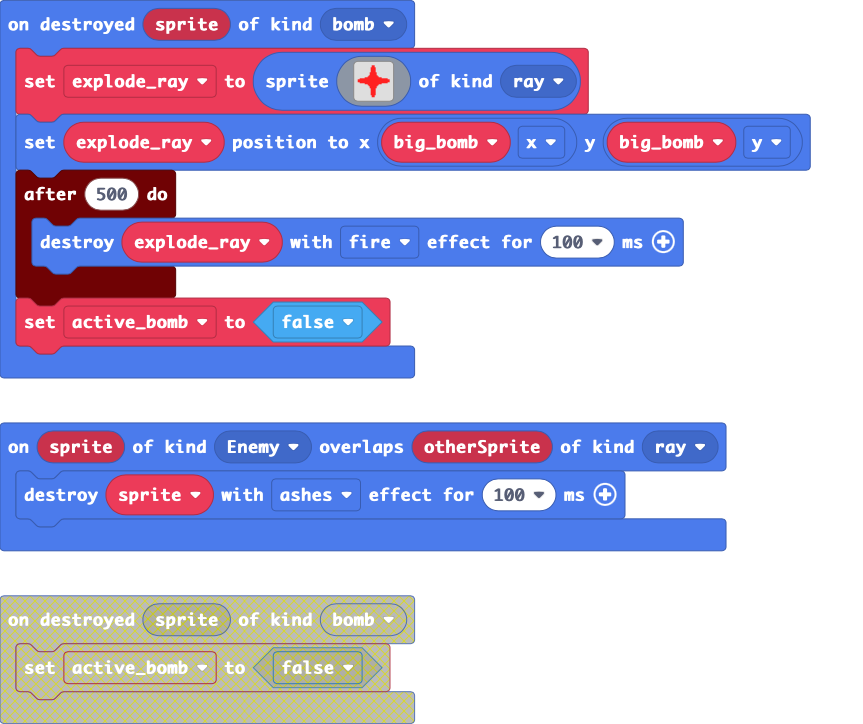 on destroyed sprite of kind bomb
set explode_ray to sprite of kind ray
set explode_ray position to x big_bomb x y big_bomb y
after 500 do
destroy explode_ray with fire effect for 100 ms
set active_bomb to false
on sprite of kind Enemy overlaps otherSprite of kind ray
destroy sprite with ashes effect for 100 ms
on destroyed sprite of kind bomb
set active_bomb to false